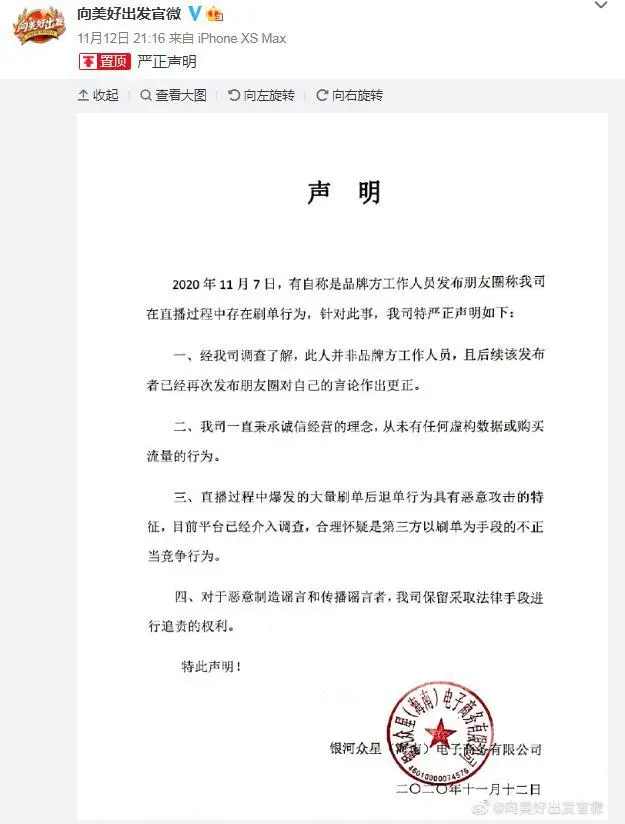 向美好出发
向美好出发官微
11月12日 21:16 来自 iPhone XS Max
置顶 严正声明
收起 查看大图 向左旋转 向右旋转
声 明
2020 年 11 月 7 日，有自称是品牌方工作人员发布朋友圈称我司
在直播过程中存在刷单行为，针对此事，我司特严正声明如下：
一、经我司调查了解，此人并非品牌方工作人员，且后续该发布
者已经再次发布朋友圈对自己的言论作出更正。
二、我司一直秉承诚信经营的理念，从未有任何虚构数据或购买
流量的行为。
三、直播过程中爆发的大量刷单后退单行为具有恶意攻击的特
征，目前平台已经介入调查，合理怀疑是第三方以刷单为手段的不正
当竞争行为。
四、对于恶意制造谣言和传播谣言者，我司保留采取法律手段进
行追责的权利。
特此声明！
银河众星（海南）电子商务有限公司
银河众星（海南）电子商务有限公司
46010000074576
二〇二〇年十一月十二日
@向美好出发官微